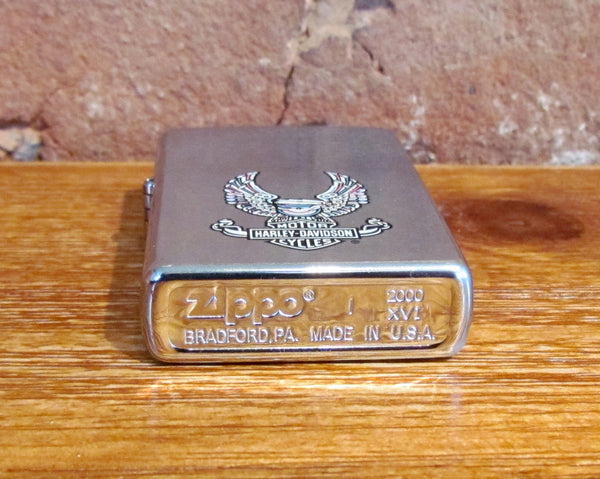 MOTOR
HARLEY-DAVIDSON
CYCLES
®
Zippo® I 2000
XVI
BRADFORD, PA. MADE IN U.S.A.